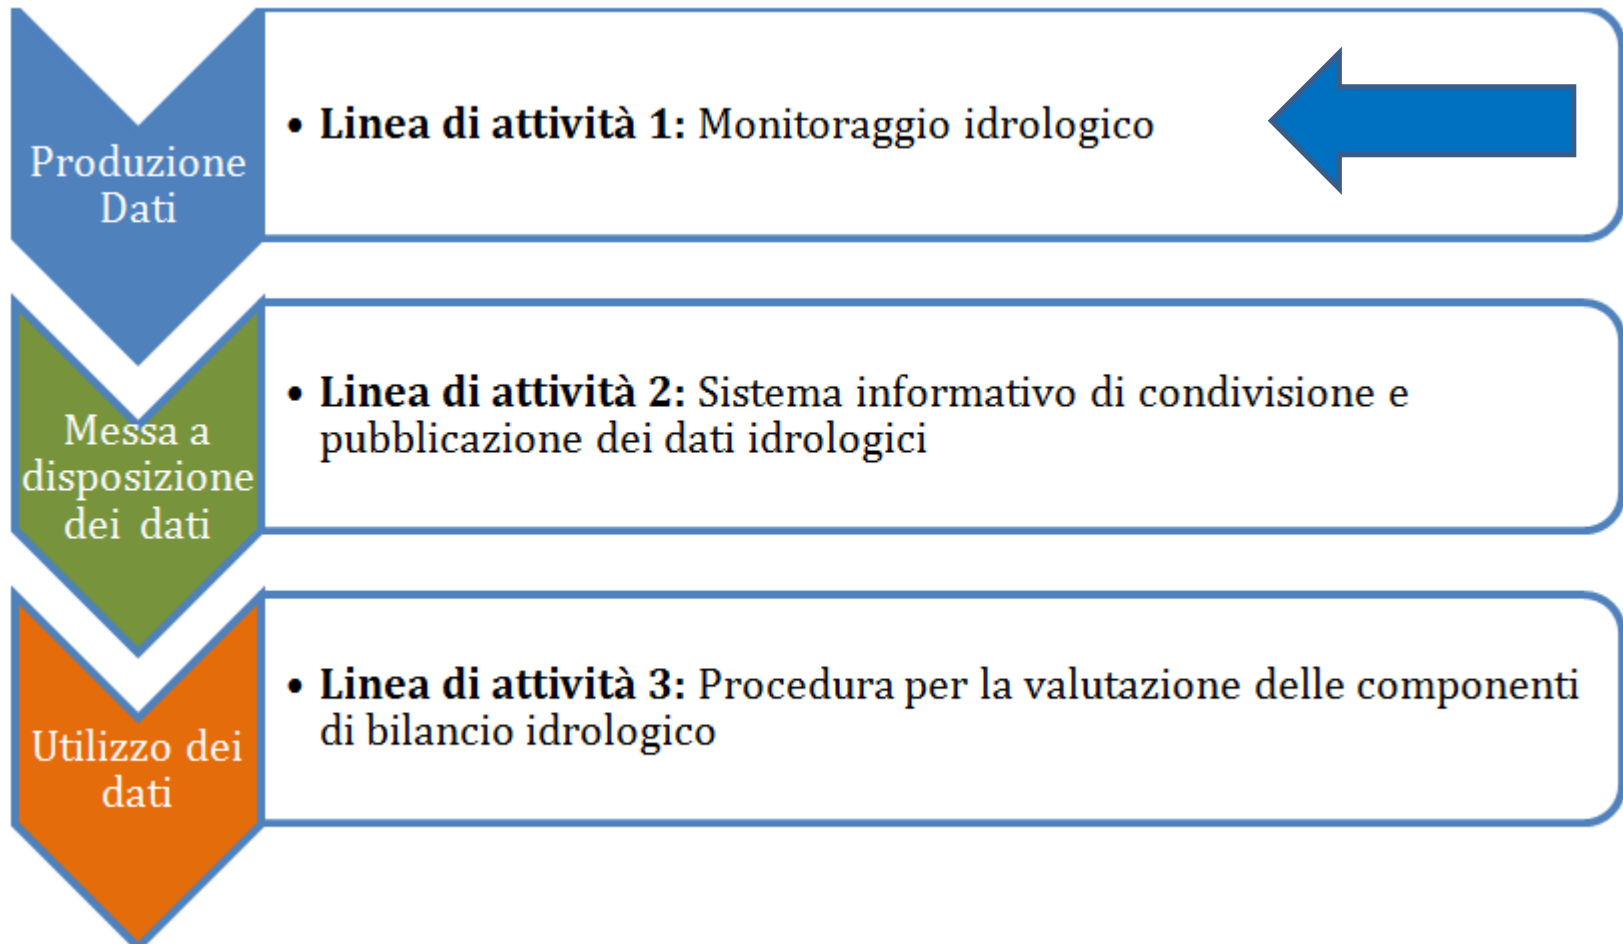 Produzione
Dati
• Linea di attività 1: Monitoraggio idrologico
Messa a
disposizione
dei dati
• Linea di attività 2: Sistema informativo di condivisione e
pubblicazione dei dati idrologici
Utilizzo dei
dati
• Linea di attività 3: Procedura per la valutazione delle componenti
di bilancio idrologico